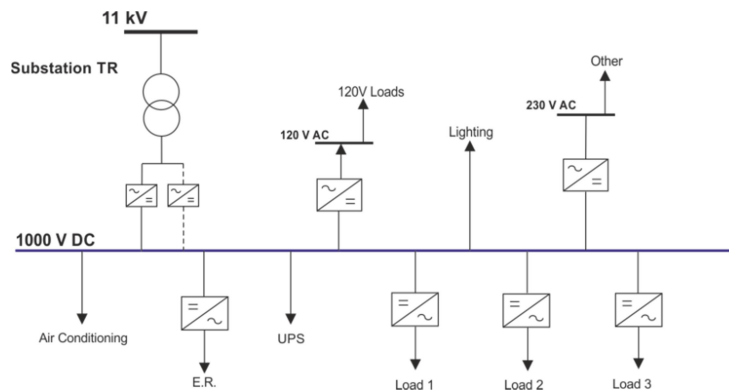 11 kV
Substation TR
Other
120V Loads
230 V AC
120 V AC
Lighting
1000 V DC
Air Conditioning
UPS
E.R.
Load 1
Load 2
Load 3